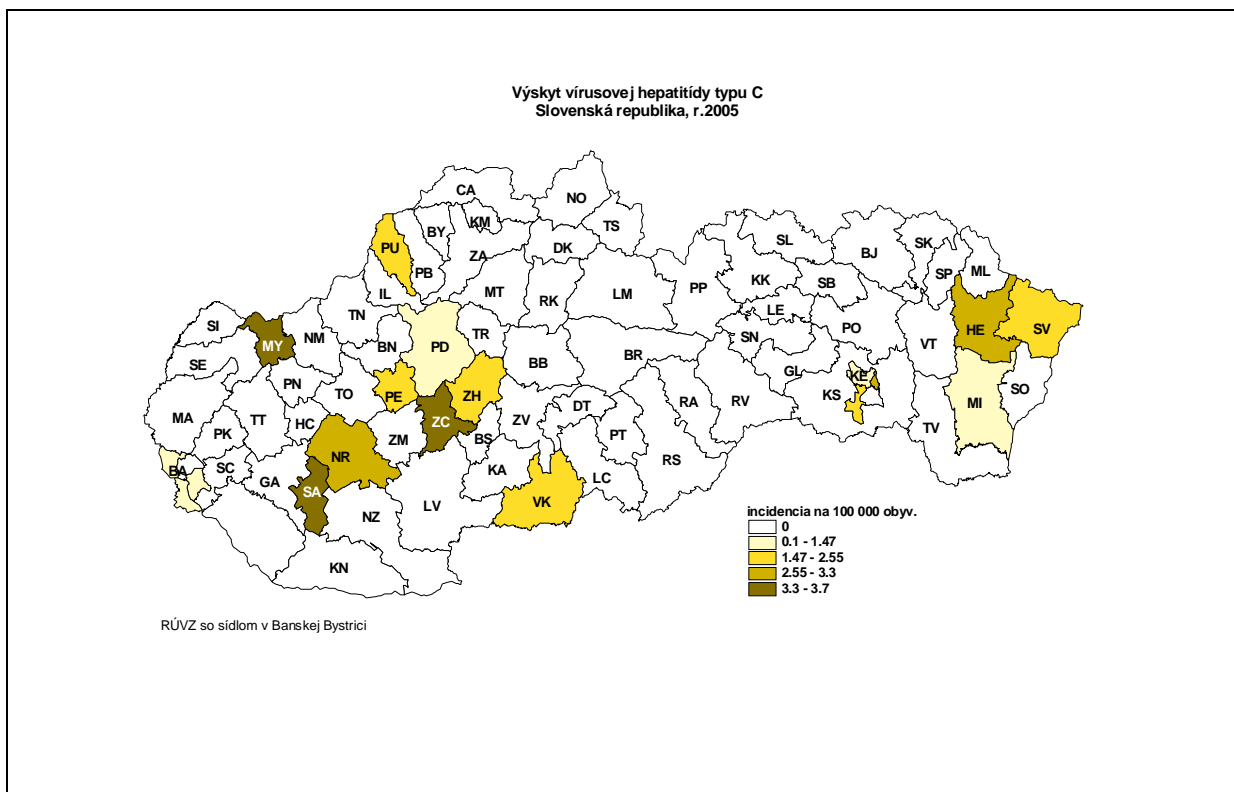 Výskyt vírusovej hepatitídy typu C
Slovenská republika, r.2005
CA
NO
KM
BY
TS
PU
DK
SL
SK
BJ
ZA
PB
SP
ML
KK
SB
IL
MT
RK
LM
PP
LE
TN
SI
NM
TR
PO
HE
SV
MY
BN
PD
SN
VT
BR
BB
SE
GL
KE
SO
PN
TO
PE
ZH
KS
MI
RA
RV
DT
MA
TT
HC
ZC
ZV
TV
PK
ZM
BS
PT
NR
RS
BA
SC
GA
KA
LC
SA
LV
VK
NZ
KN
incidencia na 100 000 obyv.
0
0.1 - 1.47
1.47 - 2.55
2.55 - 3.3
3.3 - 3.7
RÚVZ so sídlom v Banskej Bystrici